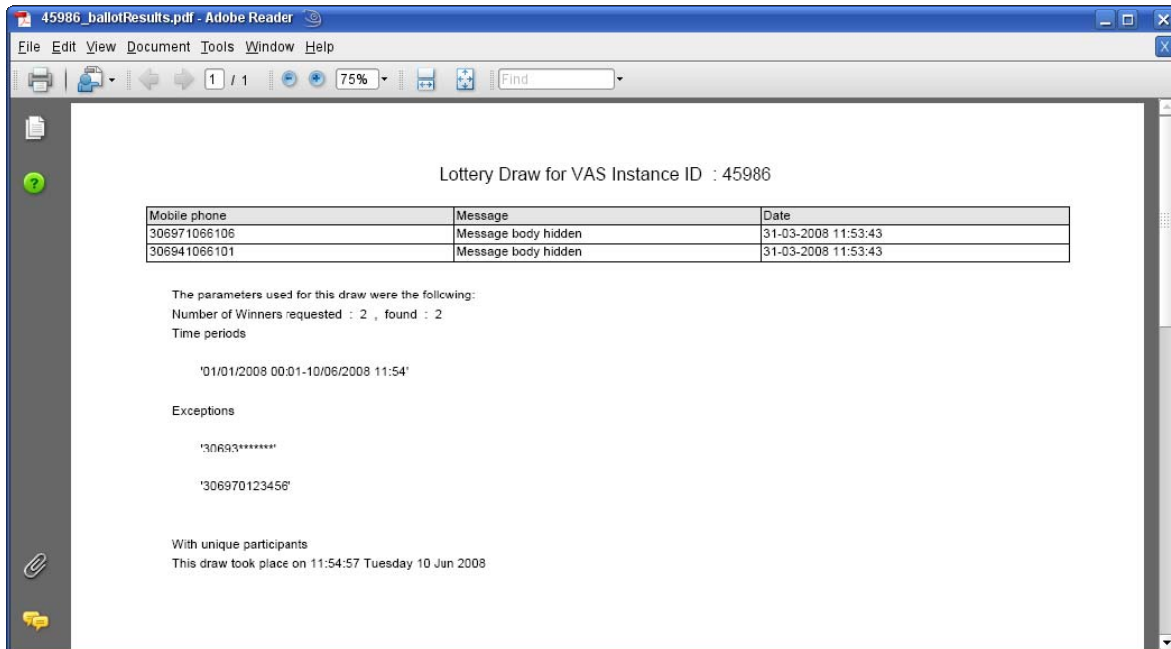 45986_ballotResults.pdf - Adobe Reader
File Edit View Document Tools Window Help
1 / 1 75% Find
Lottery Draw for VAS Instance ID : 45986
Mobile phone Message Date
306971066106 Message body hidden 31-03-2008 11:53:43
306941066101 Message body hidden 31-03-2008 11:53:43
The parameters used for this draw were the following:
Number of Winners requested : 2 , found : 2
Time periods
'01/01/2008 00:01-10/06/2008 11:54'
Exceptions
'30693*******'
'306970123456'
With unique participants
This draw took place on 11:54:57 Tuesday 10 Jun 2008